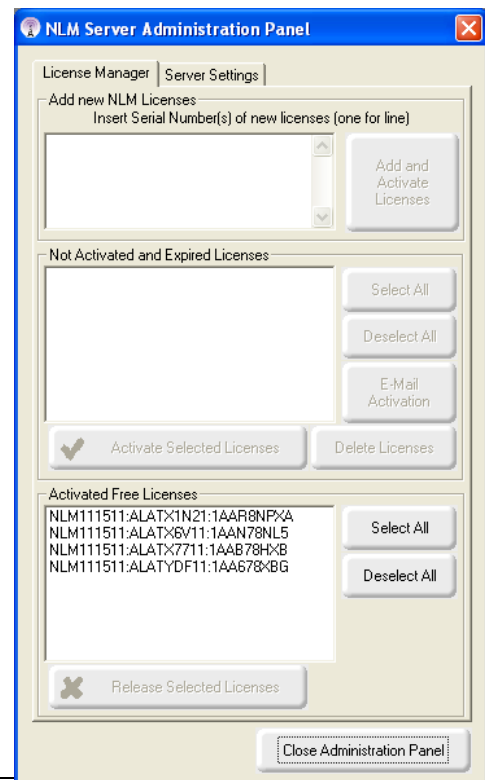 NLM Server Administration Panel
License Manager
Server Settings
Add new NLM Licenses
Insert Serial Number(s) of new licenses (one for line)
Add and
Activate
Licenses
Not Activated and Expired Licenses
Select All
Deselect All
E-Mail
Activation
Activate Selected Licenses
Delete Licenses
Activated Free Licenses
NLM111511:ALATX1N21:1AAR8NPXA
NLM111511:ALATX6V11:1AAN78NL5
NLM111511:ALATX7711:1AAB78HXB
NLM111511:ALATYDF11:1AA678XBG
Select All
Deselect All
Release Selected Licenses
Close Administration Panel